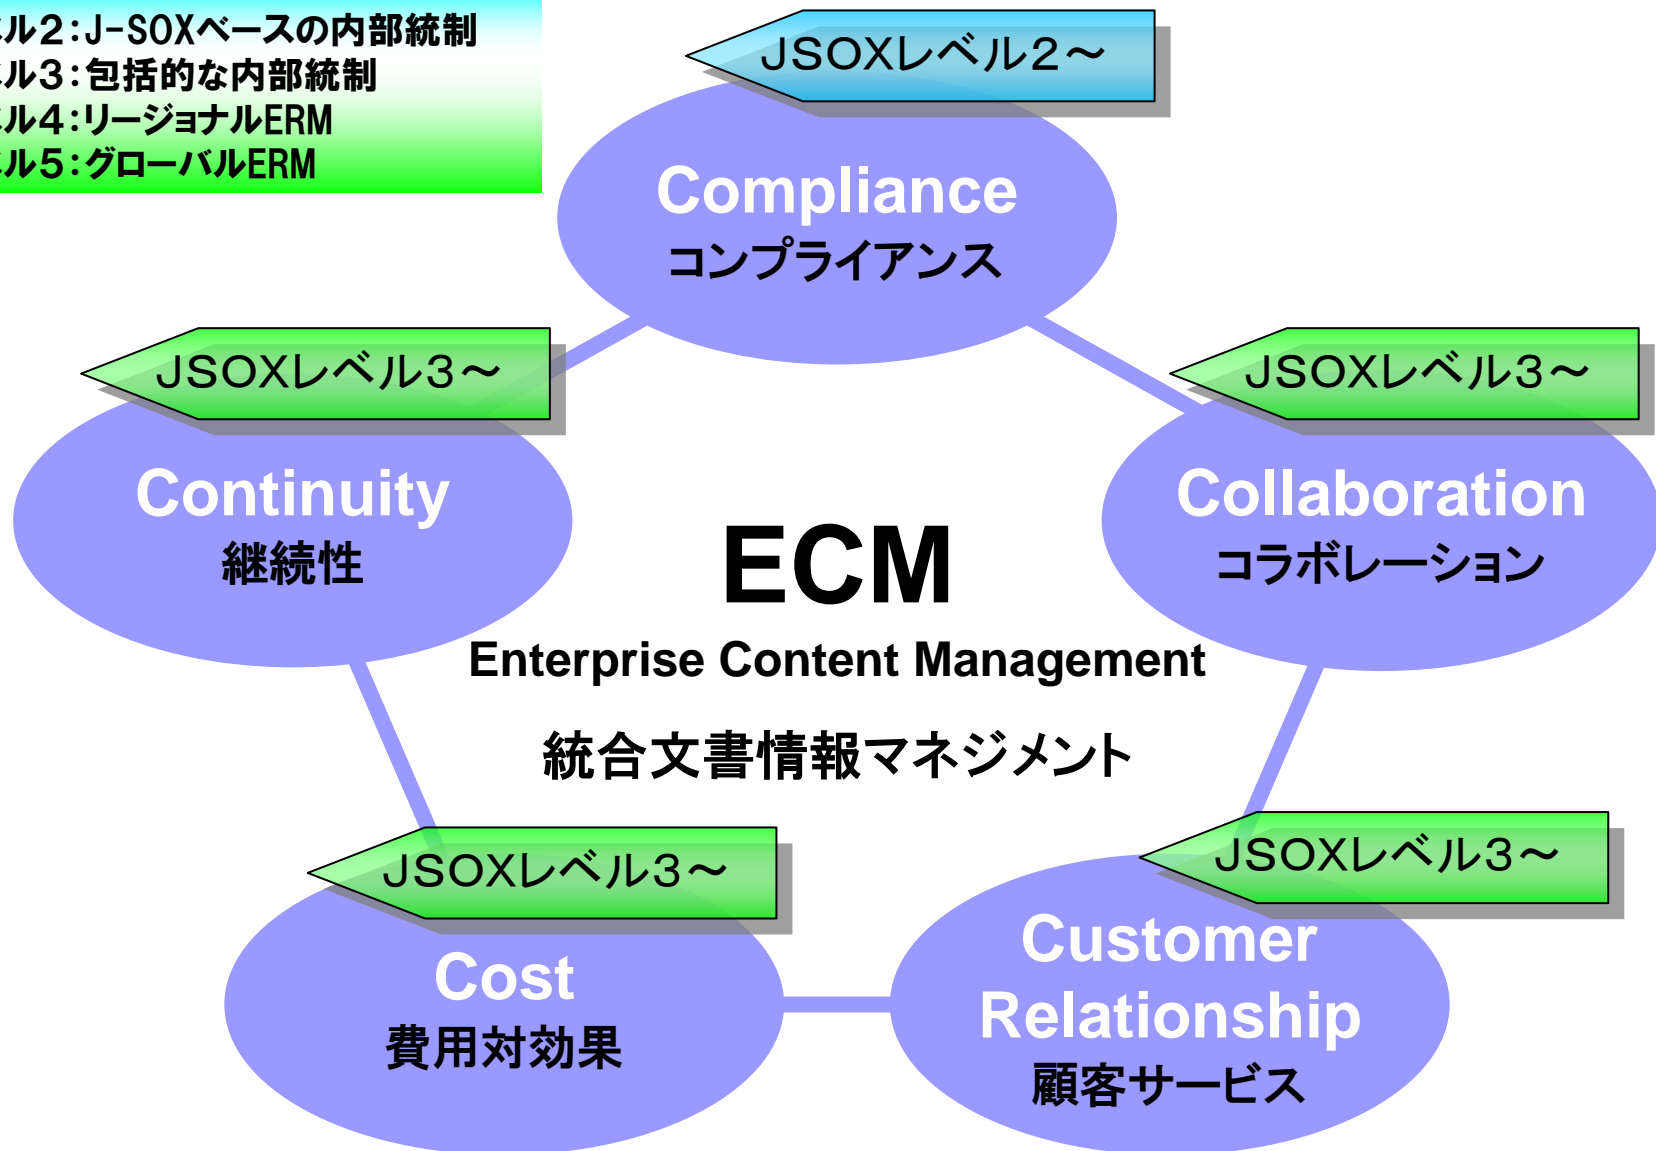 ベル２：Ｊ－ＳＯＸベースの内部統制
ベル３：包括的な内部統制
ベル４：リージョナルERM
ベル５：グローバルERM
JSOXレベル２～
Compliance
コンプライアンス
JSOXレベル３～
Continuity
継続性
JSOXレベル３～
Collaboration
コラボレーション
ECM
Enterprise Content Management
統合文書情報マネジメント
JSOXレベル３～
Cost
費用対効果
JSOXレベル３～
Customer
Relationship
顧客サービス